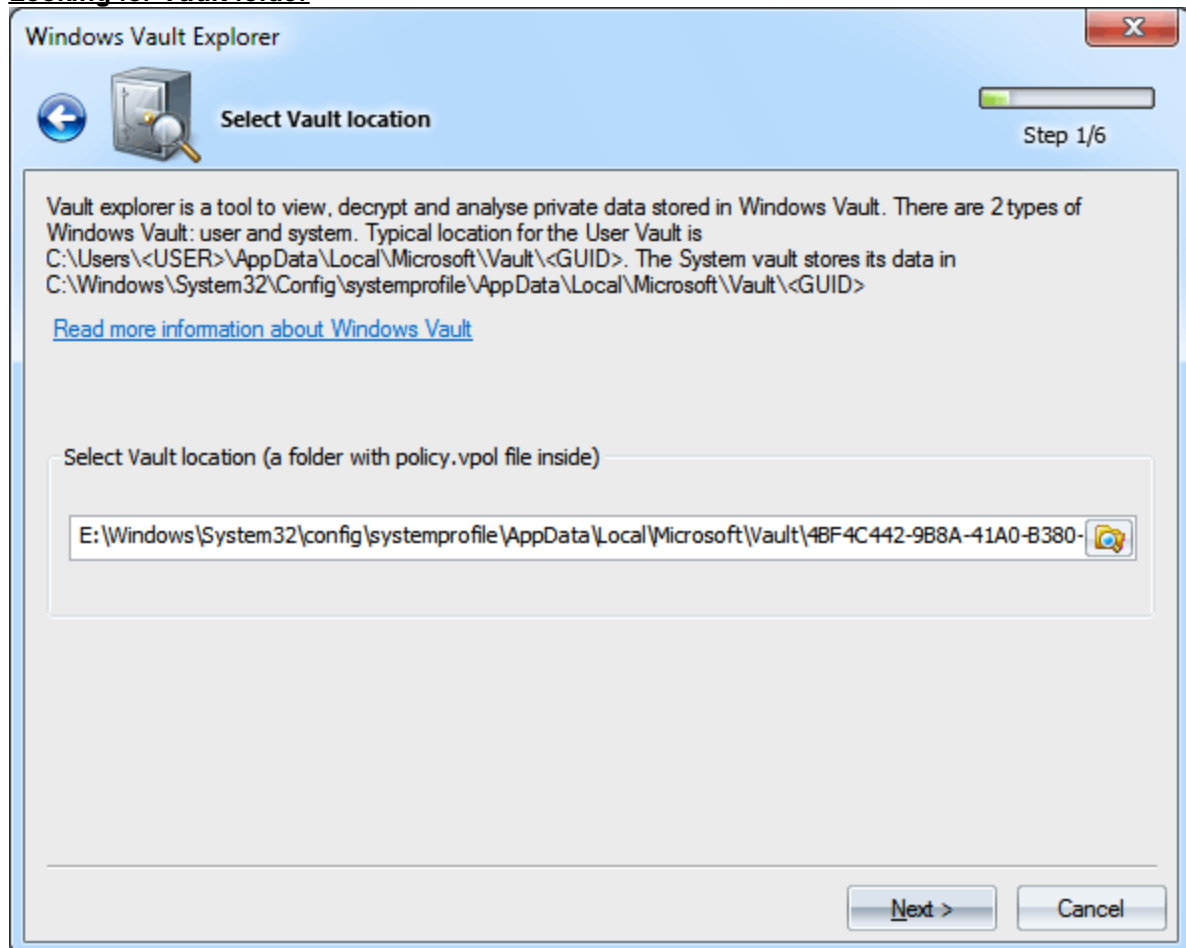 Looking for Vault folder
Windows Vault Explorer
Select Vault location
Step 1/6
Vault explorer is a tool to view, decrypt and analyse private data stored in Windows Vault. There are 2 types of
Windows Vault: user and system. Typical location for the User Vault is
C:\Users\<USER>\AppData\Local\Microsoft\Vault\<GUID>. The System vault stores its data in
C:\Windows\System32\Config\systemprofile\AppData\Local\Microsoft\Vault\<GUID>
Read more information about Windows Vault
Select Vault location (a folder with policy.vpol file inside)
E:\Windows\System32\config\systemprofile\AppData\Local\Microsoft\Vault\4BF4C442-9B8A-41A0-B380-
Next >
Cancel